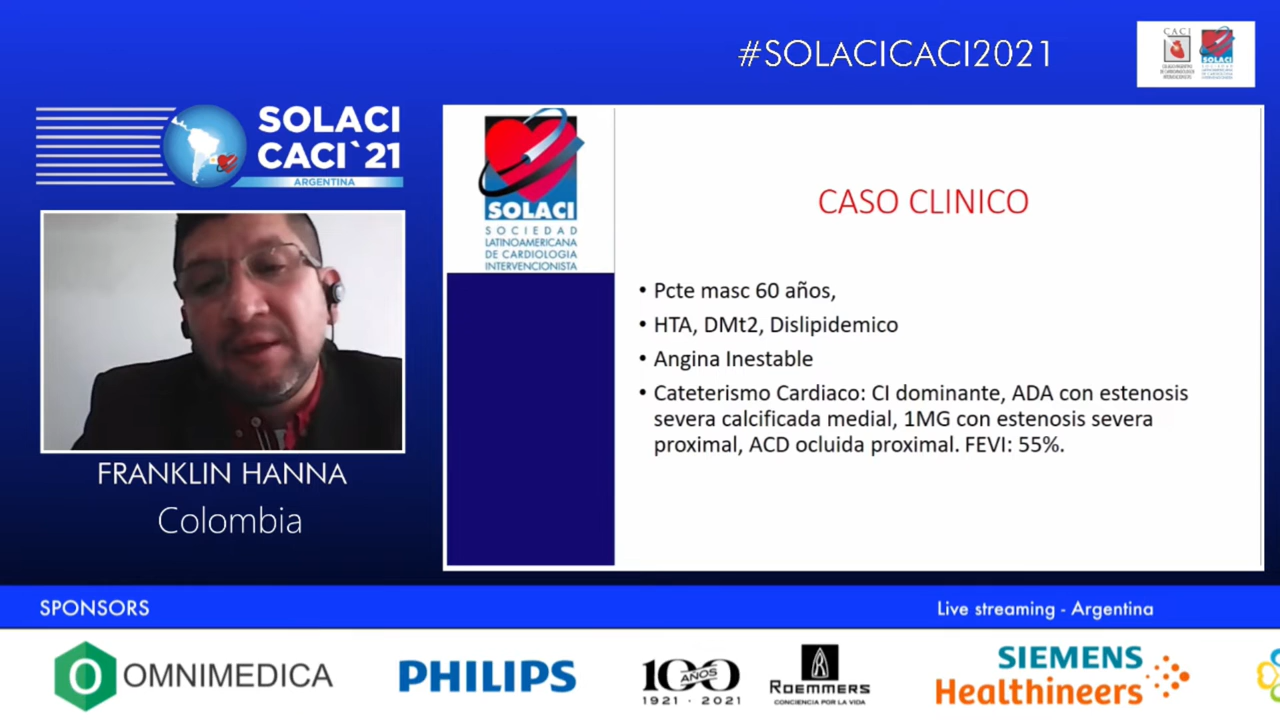 #SOLACICACI2021
CACI
SOLACI
SOLACI
CACI`21
ARGENTINA
FRANKLIN HANNA
Colombia
SOLACI
SOCIEDAD
LATINOAMERICANA
DE CARDIOLOGIA
INTERVENCIONISTA
CASO CLINICO
• Pcte masc 60 años,
• HTA, DMt2, Dislipidemico
• Angina Inestable
• Cateterismo Cardiaco: CI dominante, ADA con estenosis
severa calcificada medial, 1MG con estenosis severa
proximal, ACD ocluida proximal. FEVI: 55%.
SPONSORS
Live streaming - Argentina
OMNIMEDICA
PHILIPS
100
AÑOS
1921 · 2021
ROEMMERS
CONCIENCIA POR LA VIDA
SIEMENS
Healthineers